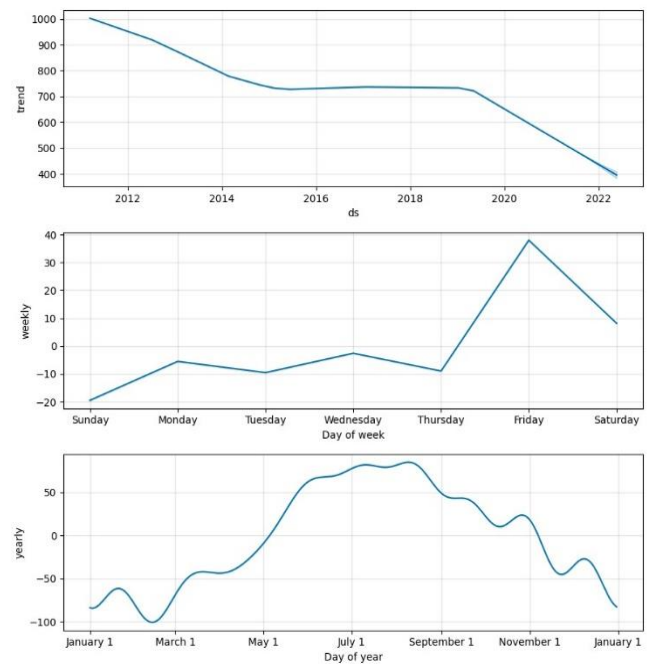 1000
900
800
700
600
500
400
trend
2012 2014 2016 2018 2020 2022
ds
40
30
20
10
0
−10
−20
weekly
Sunday Monday Tuesday Wednesday Thursday Friday Saturday
Day of week
50
0
−50
−100
yearly
January 1 March 1 May 1 July 1 September 1 November 1 January 1
Day of year